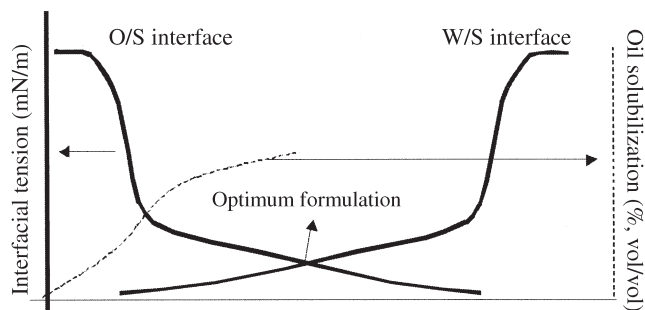 O/S interface
W/S interface
Interfacial tension (mN/m)
Oil solubilization (%, vol/vol)
Optimum formulation